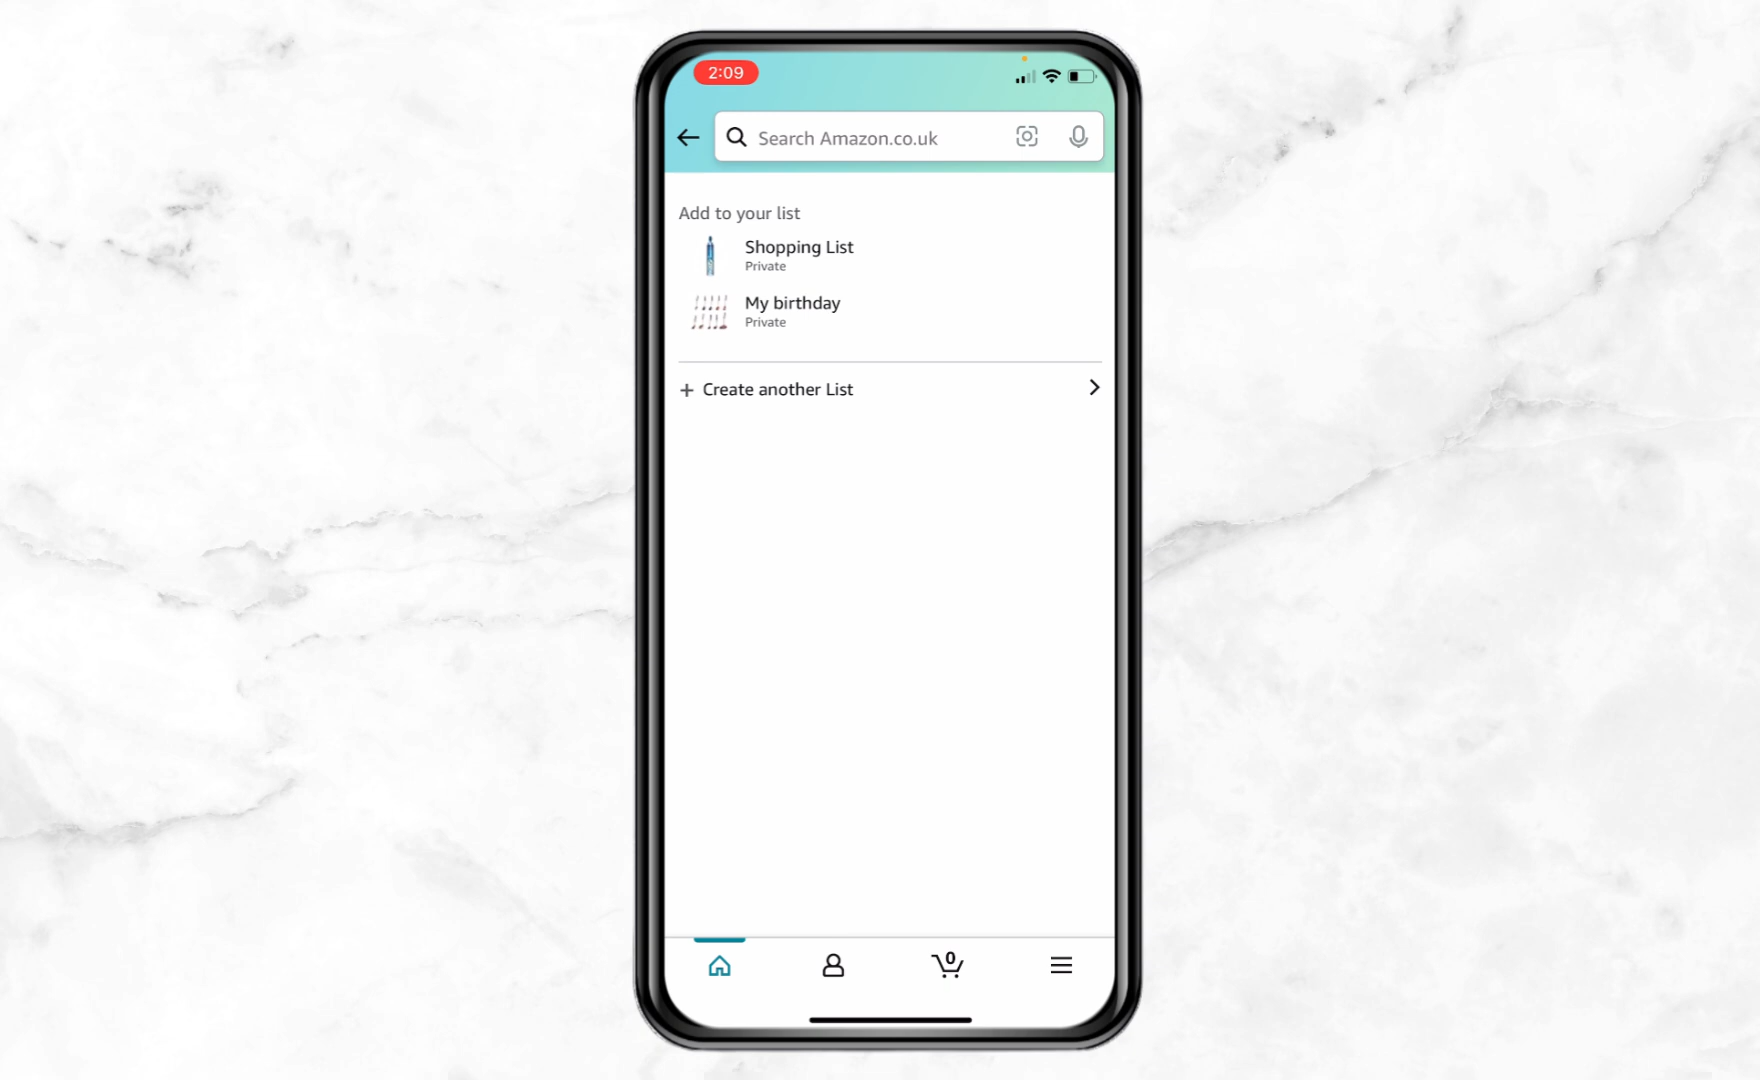 2:09
Search Amazon.co.uk
Add to your list
Shopping List
Private
My birthday
Private
+ Create another List
0